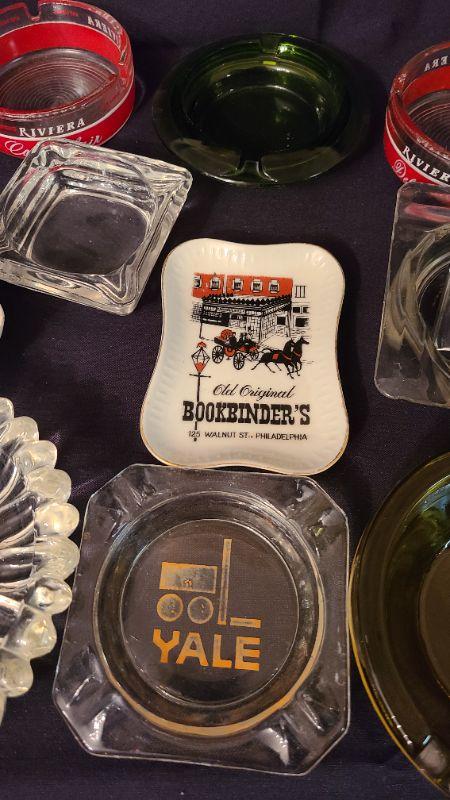 RIVIERA
RIVIERA
Old Original
BOOKBINDER'S
125 WALNUT ST., PHILADELPHIA
YALE